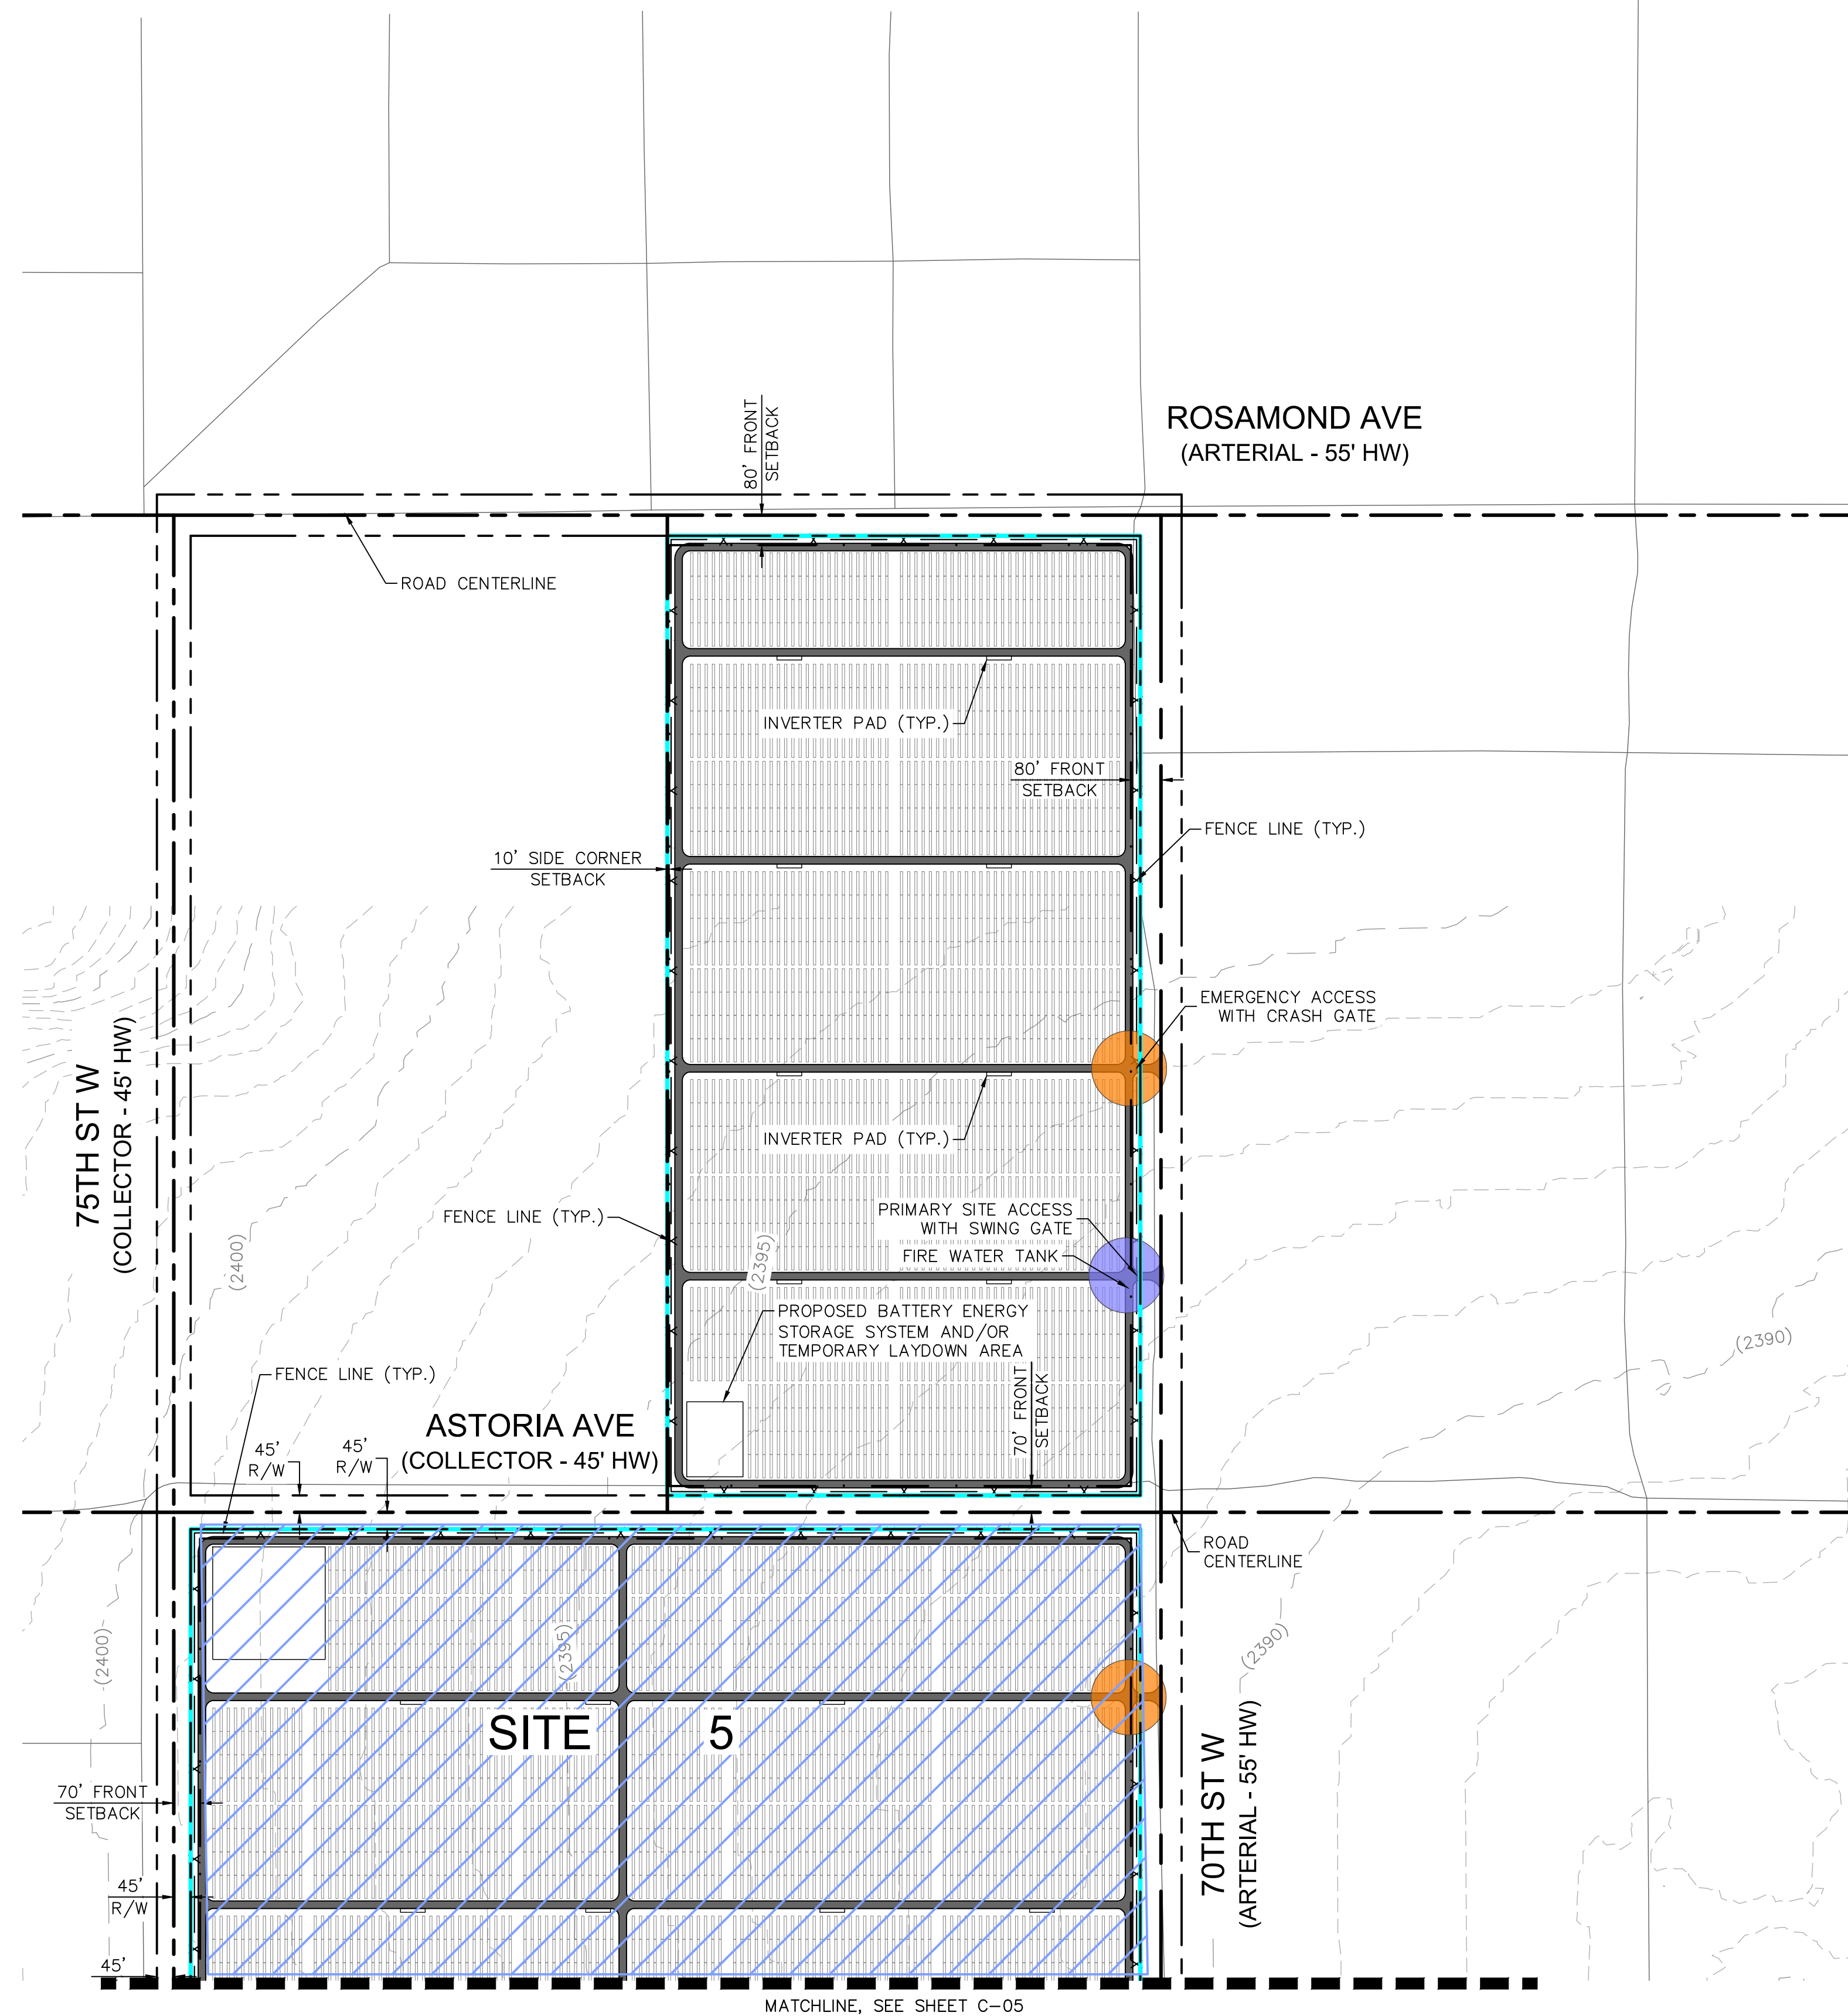 ROSAMOND AVE
(ARTERIAL - 55' HW)
80' FRONT
SETBACK
ROAD CENTERLINE
INVERTER PAD (TYP.)
80' FRONT
SETBACK
FENCE LINE (TYP.)
10' SIDE CORNER
SETBACK
EMERGENCY ACCESS
WITH CRASH GATE
75TH ST W
(COLLECTOR - 45' HW)
INVERTER PAD (TYP.)
FENCE LINE (TYP.)
PRIMARY SITE ACCESS
WITH SWING GATE
FIRE WATER TANK
(2400)
(2395)
PROPOSED BATTERY ENERGY
STORAGE SYSTEM AND/OR
TEMPORARY LAYDOWN AREA
(2390)
FENCE LINE (TYP.)
70' FRONT
SETBACK
ASTORIA AVE
(COLLECTOR - 45' HW)
45'
R/W
45'
R/W
ROAD
CENTERLINE
(2400)
(2395)
(2390)
SITE 5
70TH ST W
(ARTERIAL - 55' HW)
70' FRONT
SETBACK
45'
R/W
45'
MATCHLINE, SEE SHEET C-05